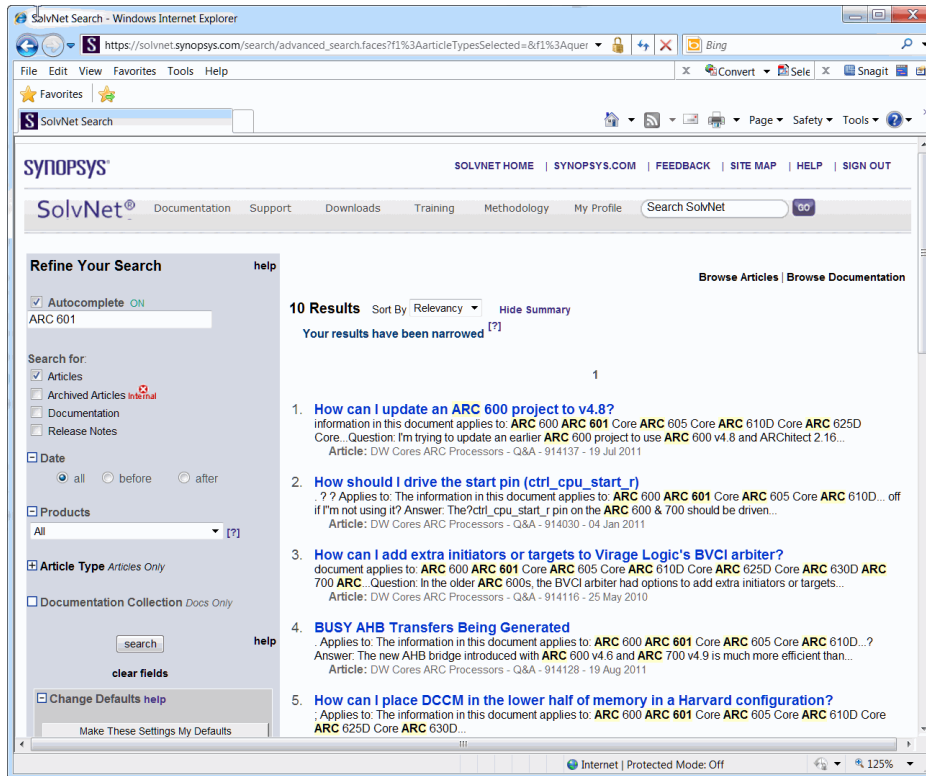 SolvNet Search - Windows Internet Explorer
https://solvnet.synopsys.com/search/advanced_search.faces?f1%3AarticleTypesSelected=&f1%3Aquer
Bing
File Edit View Favorites Tools Help
x Convert Sele x Snagit
Favorites
SolvNet Search
Page Safety Tools
SYNOPSYS®
SOLVNET HOME | SYNOPSYS.COM | FEEDBACK | SITE MAP | HELP | SIGN OUT
SolvNet® Documentation Support Downloads Training Methodology My Profile Search SolvNet GO
Refine Your Search help
Browse Articles | Browse Documentation
Autocomplete ON
ARC 601
10 Results Sort By Relevancy Hide Summary
Your results have been narrowed [?]
Search for:
Articles
Archived Articles Internal
Documentation
Release Notes
Date
all before after
Products
All [?]
Article Type Articles Only
Documentation Collection Docs Only
search help
clear fields
Change Defaults help
Make These Settings My Defaults
1
1. How can I update an ARC 600 project to v4.8?
information in this document applies to: ARC 600 ARC 601 Core ARC 605 Core ARC 610D Core ARC 625D
Core...Question: I'm trying to update an earlier ARC 600 project to use ARC 600 v4.8 and ARChitect 2.16...
Article: DW Cores ARC Processors - Q&A - 914137 - 19 Jul 2011
2. How should I drive the start pin (ctrl_cpu_start_r)
. ? ? Applies to: The information in this document applies to: ARC 600 ARC 601 Core ARC 605 Core ARC 610D... off
if I"m not using it? Answer: The?ctrl_cpu_start_r pin on the ARC 600 & 700 should be driven...
Article: DW Cores ARC Processors - Q&A - 914030 - 04 Jan 2011
3. How can I add extra initiators or targets to Virage Logic's BVCI arbiter?
document applies to: ARC 600 ARC 601 Core ARC 605 Core ARC 610D Core ARC 625D Core ARC 630D ARC
700 ARC...Question: In the older ARC 600s, the BVCI arbiter had options to add extra initiators or targets...
Article: DW Cores ARC Processors - Q&A - 914116 - 25 May 2010
4. BUSY AHB Transfers Being Generated
. Applies to: The information in this document applies to: ARC 600 ARC 601 Core ARC 605 Core ARC 610D...?
Answer: The new AHB bridge introduced with ARC 600 v4.6 and ARC 700 v4.9 is much more efficient than...
Article: DW Cores ARC Processors - Q&A - 914128 - 19 Aug 2011
5. How can I place DCCM in the lower half of memory in a Harvard configuration?
; Applies to: The information in this document applies to: ARC 600 ARC 601 Core ARC 605 Core ARC 610D Core
ARC 625D Core ARC 630D...
Internet | Protected Mode: Off 125%